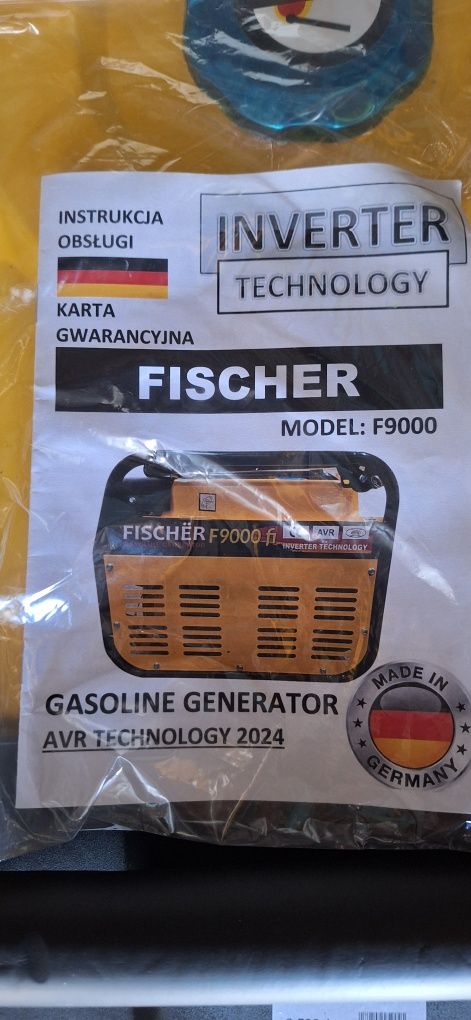 INSTRUKCJA
OBSŁUGI
INVERTER
TECHNOLOGY
KARTA
GWARANCYJNA
FISCHER
MODEL: F9000
FISCHËR F9000 fi
AVR
INVERTER TECHNOLOGY
GASOLINE GENERATOR
AVR TECHNOLOGY 2024
MADE IN
GERMANY